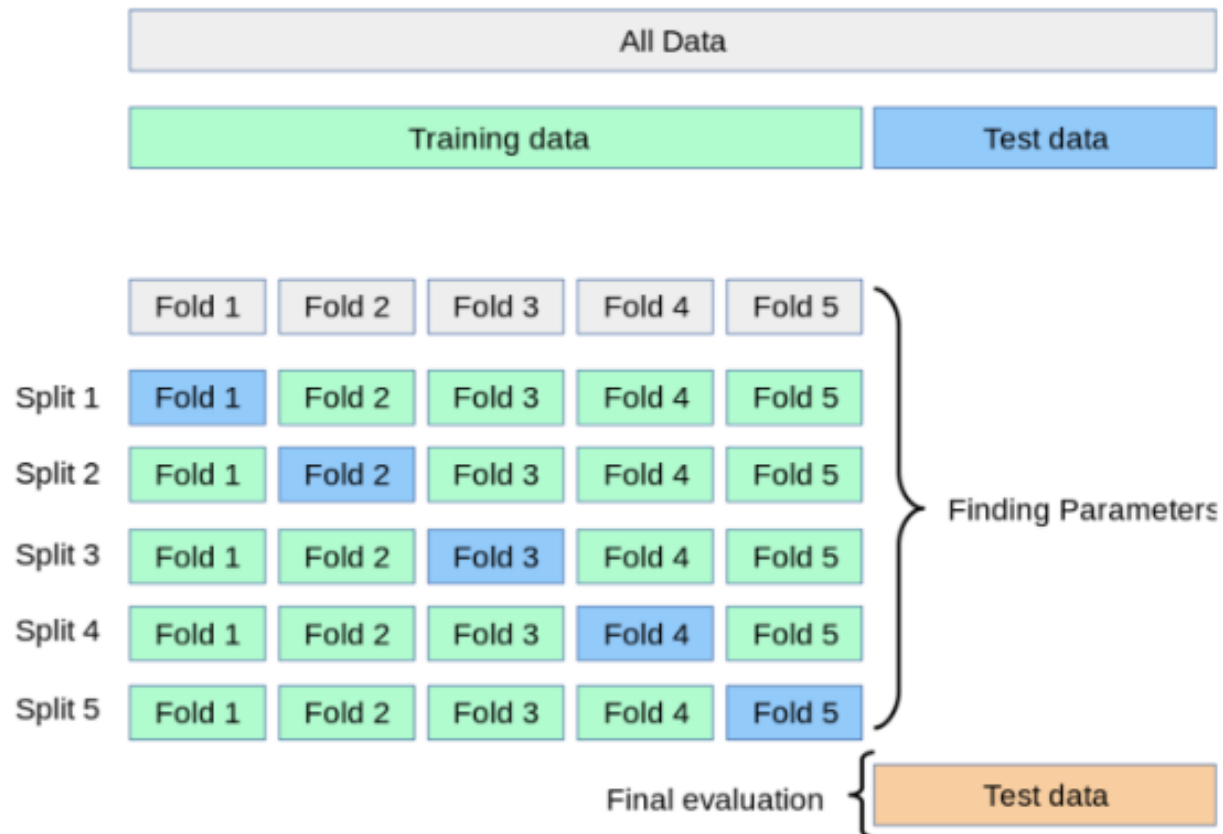 All Data
Training data Test data
Fold 1 Fold 2 Fold 3 Fold 4 Fold 5
Split 1 Fold 1 Fold 2 Fold 3 Fold 4 Fold 5
Split 2 Fold 1 Fold 2 Fold 3 Fold 4 Fold 5
Finding Parameters
Split 3 Fold 1 Fold 2 Fold 3 Fold 4 Fold 5
Split 4 Fold 1 Fold 2 Fold 3 Fold 4 Fold 5
Split 5 Fold 1 Fold 2 Fold 3 Fold 4 Fold 5
Final evaluation Test data